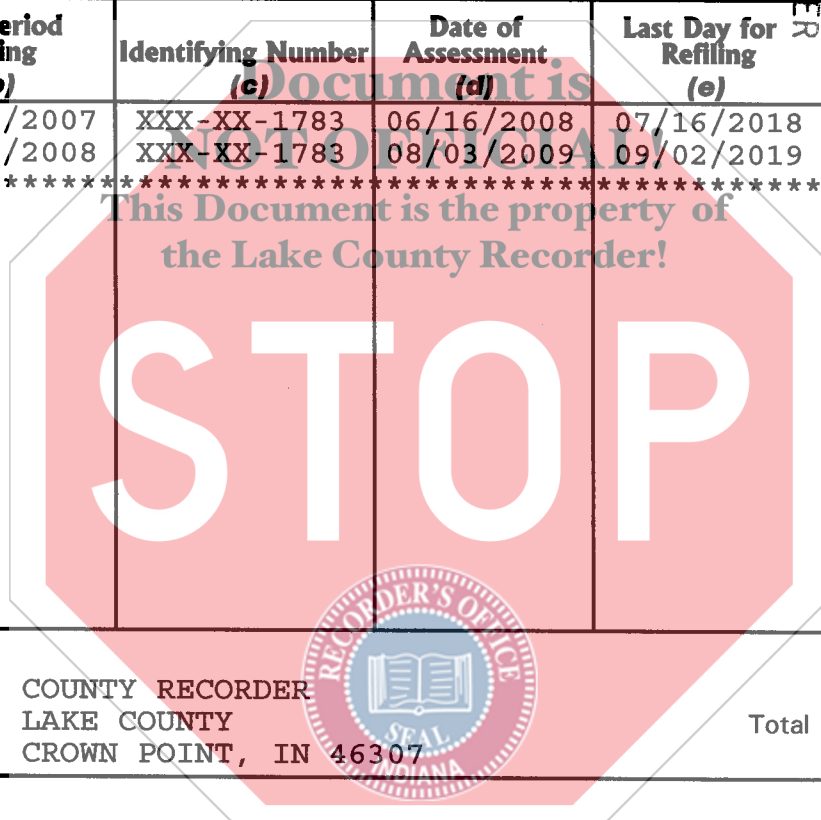 eriod
ing
Identifying Number
(c)
Date of
Assessment
(d)
Last Day for
Refiling
(e)
/2007 XXX-XX-1783 06/16/2008 07/16/2018
/2008 XXX-XX-1783 08/03/2009 09/02/2019
Document is
NOT OFFICIAL!
This Document is the property of
the Lake County Recorder!
STOP
RECORDER'S OFFICE
SEAL
INDIANA
COUNTY RECORDER
LAKE COUNTY
CROWN POINT, IN 46307
Total